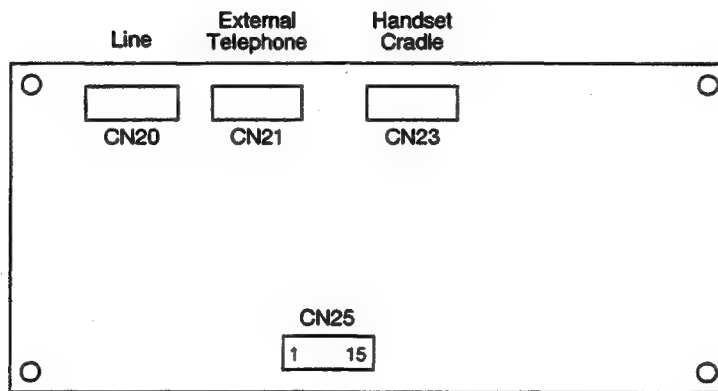 Line
External
Telephone
Handset
Cradle
CN20
CN21
CN23
CN25
1 15